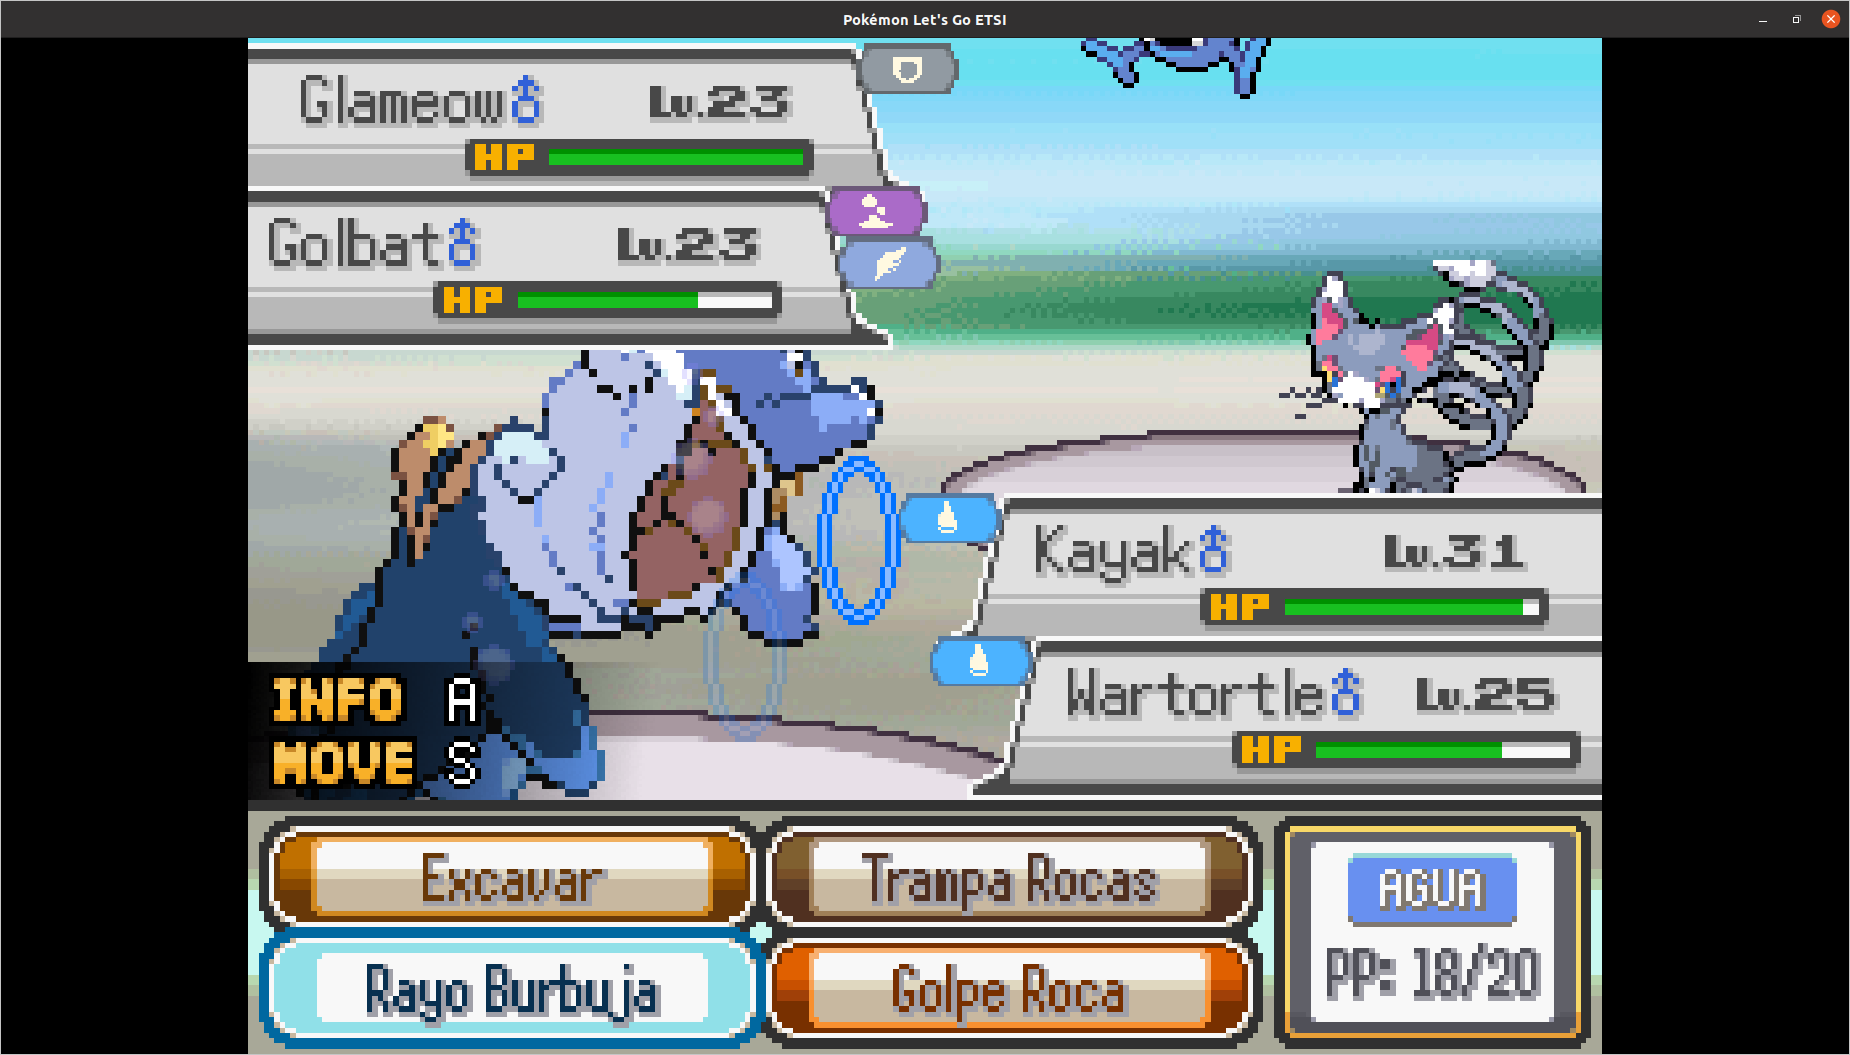 Pokémon Let's Go ETSI
Glameow♂ Lv.23
HP
Golbat♂ Lv.23
HP
Kayak♂ Lv.31
HP
Wartortle♂ Lv.25
HP
INFO A
MOVE S
Excavar
Trampa Rocas
Rayo Burbuja
Golpe Roca
AGUA
PP: 18/20